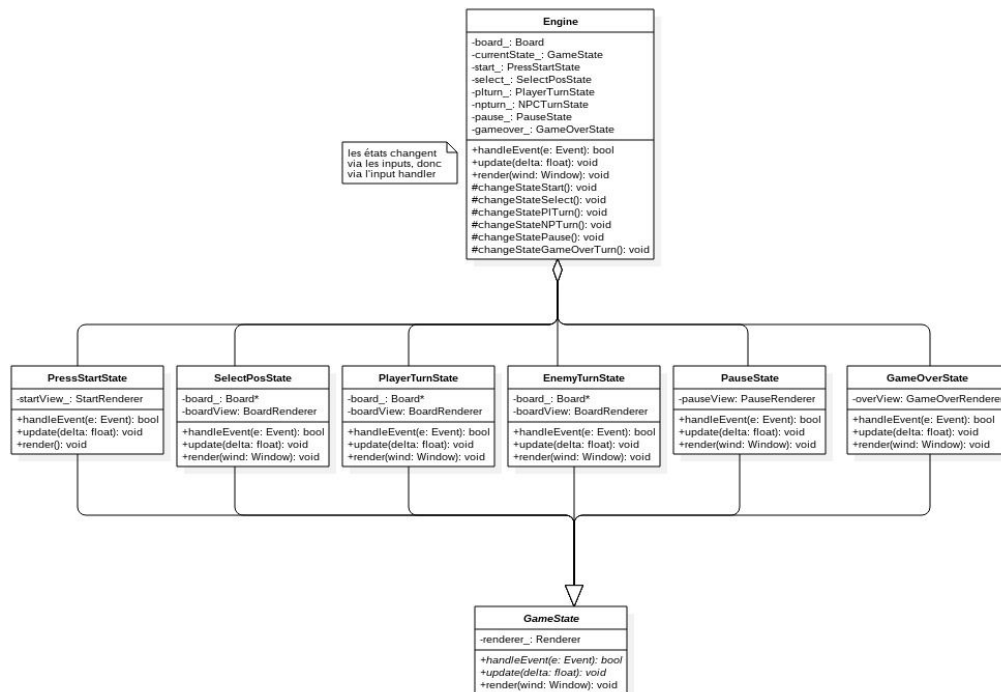 Engine
-board_: Board
-currentState_: GameState
-start_: PressStartState
-select_: SelectPosState
-plturn_: PlayerTurnState
-npturn_: NPCTurnState
-pause_: PauseState
-gameover_: GameOverState
+handleEvent(e: Event): bool
+update(delta: float): void
+render(wind: Window): void
#changeStateStart(): void
#changeStateSelect(): void
#changeStatePlTurn(): void
#changeStateNPTurn(): void
#changeStatePause(): void
#changeStateGameOverTurn(): void
les états changent
via les inputs, donc
via l'input handler
PressStartState
-startView_: StartRenderer
+handleEvent(e: Event): bool
+update(delta: float): void
+render(): void
SelectPosState
-board_: Board*
-boardView: BoardRenderer
+handleEvent(e: Event): bool
+update(delta: float): void
+render(wind: Window): void
PlayerTurnState
-board_: Board*
-boardView: BoardRenderer
+handleEvent(e: Event): bool
+update(delta: float): void
+render(wind: Window): void
EnemyTurnState
-board_: Board*
-boardView: BoardRenderer
+handleEvent(e: Event): bool
+update(delta: float): void
+render(wind: Window): void
PauseState
-pauseView: PauseRenderer
+handleEvent(e: Event): bool
+update(delta: float): void
+render(wind: Window): void
GameOverState
-overView: GameOverRenderer
+handleEvent(e: Event): bool
+update(delta: float): void
+render(wind: Window): void
GameState
-renderer_: Renderer
+handleEvent(e: Event): bool
+update(delta: float): void
+render(wind: Window): void